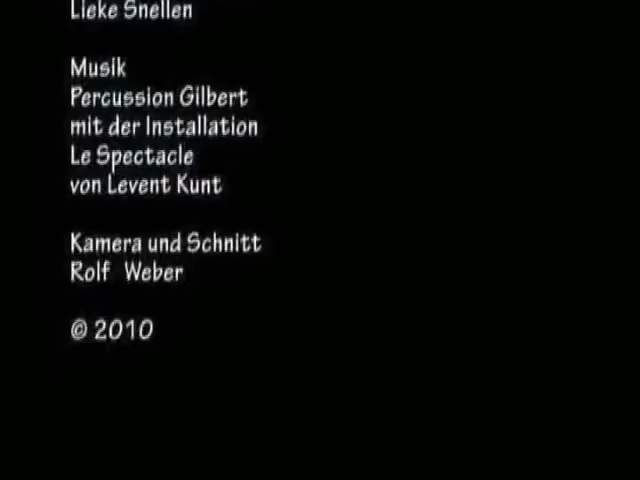 Lieke Snellen
Musik
Percussion Gilbert
mit der Installation
Le Spectacle
von Levent Kunt
Kamera und Schnitt
Rolf Weber
© 2010